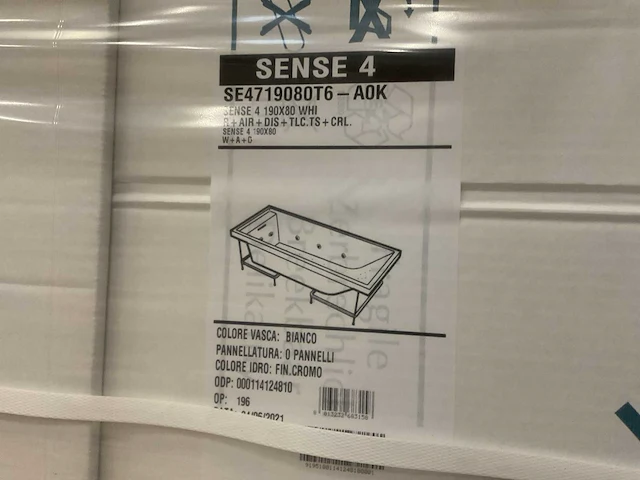 SENSE 4
SE4719080T6-A0K
SENSE 4 190X80 WHI
R+AIR+DIS+TLC.TS+CRL.
SENSE 4 190X80
W+A+D
COLORE VASCA: BIANCO
PANNELLATURA: 0 PANNELLI
COLORE IDRO: FIN.CROMO
ODP: 000114124810
OP: 196